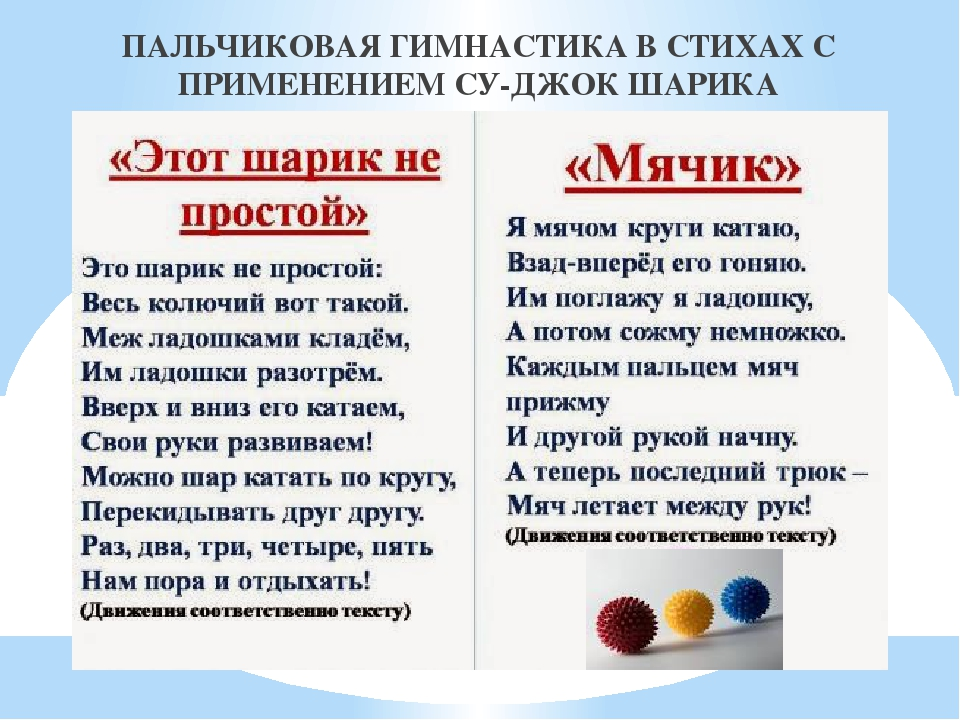 ПАЛЬЧИКОВАЯ ГИМНАСТИКА В СТИХАХ С
ПРИМЕНЕНИЕМ СУ-ДЖОК ШАРИКА
«Этот шарик не
простой»
Это шарик не простой:
Весь колючий вот такой.
Меж ладошками кладём,
Им ладошки разотрём.
Вверх и вниз его катаем,
Свои руки развиваем!
Можно шар катать по кругу,
Перекидывать друг другу.
Раз, два, три, четыре, пять
Нам пора и отдыхать!
(Движения соответственно тексту)
«Мячик»
Я мячом круги катаю,
Взад-вперёд его гоняю.
Им поглажу я ладошку,
А потом сожму немножко.
Каждым пальцем мяч
прижму
И другой рукой начну.
А теперь последний трюк –
Мяч летает между рук!
(Движения соответственно тексту)